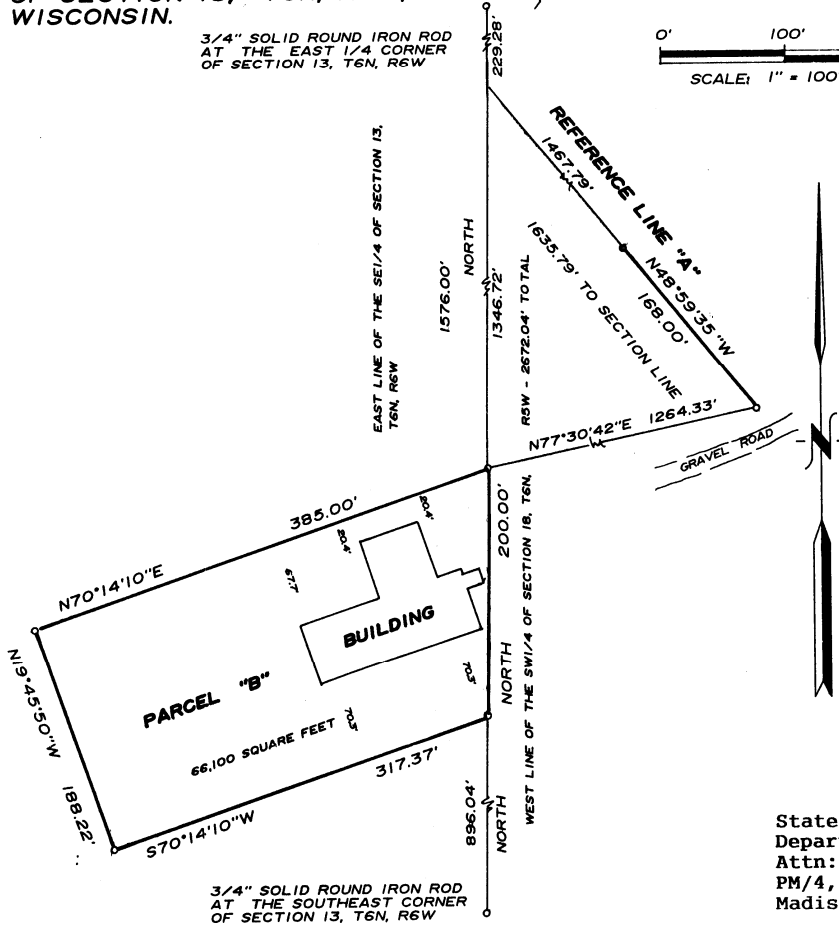 WISCONSIN.
3/4" SOLID ROUND IRON ROD
AT THE EAST 1/4 CORNER
OF SECTION 13, T6N, R6W
229.28'
0' 100'
SCALE: 1" = 100
REFERENCE LINE "A"
1467.79'
N48°59'35"W
168.00'
1635.79' TO SECTION LINE
EAST LINE OF THE SE1/4 OF SECTION 13,
T6N, R6W
NORTH
1576.00'
1346.72'
R5W - 2672.04' TOTAL
N77°30'42"E 1264.33'
GRAVEL ROAD
N
385.00'
N70°14'10"E
20.4'
20.4'
67.7'
200.00'
WEST LINE OF THE SW1/4 OF SECTION 18, T6N,
BUILDING
NORTH
PARCEL "B"
70.3'
70.3'
66,100 SQUARE FEET
N19°45'50"W
188.22'
317.37'
S70°14'10"W
896.04'
NORTH
3/4" SOLID ROUND IRON ROD
AT THE SOUTHEAST CORNER
OF SECTION 13, T6N, R6W
State
Depar
Attn:
PM/4,
Madis